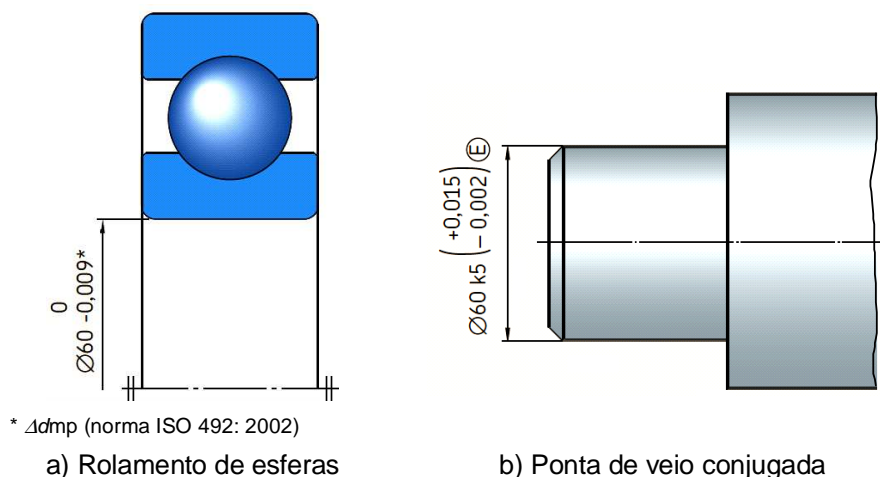 0
Ø60 -0,009*
* Δdmp (norma ISO 492: 2002)
a) Rolamento de esferas
Ø60 k5 (+0,015 - 0,002) Ⓔ
b) Ponta de veio conjugada